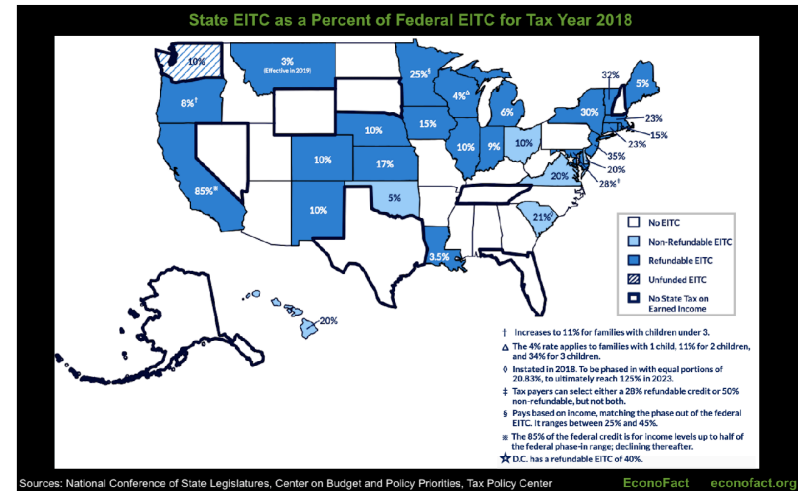 State EITC as a Percent of Federal EITC for Tax Year 2018
10%
3%
(Effective in 2019)
25%§
4%△
6%
32%
5%
8%†
30%
23%
15%
23%
35%
20%
28%‡
10%
15%
10%
10%
9%
10%
17%
85%※
20%
5%
10%
21%◊
3.5%
20%
No EITC
Non-Refundable EITC
Refundable EITC
Unfunded EITC
No State Tax on
Earned Income
† Increases to 11% for families with children under 3.
△ The 4% rate applies to families with 1 child, 11% for 2 children,
and 34% for 3 children.
◊ Instated in 2018. To be phased in with equal portions of
20.83%, to ultimately reach 125% in 2023.
‡ Tax payers can select either a 28% refundable credit or 50%
non-refundable, but not both.
§ Pays based on income, matching the phase out of the federal
EITC. It ranges between 25% and 45%.
※ The 85% of the federal credit is for income levels up to half of
the federal phase-in range; declining thereafter.
☆ D.C. has a refundable EITC of 40%.
Sources: National Conference of State Legislatures, Center on Budget and Policy Priorities, Tax Policy Center
EconoFact econofact.org